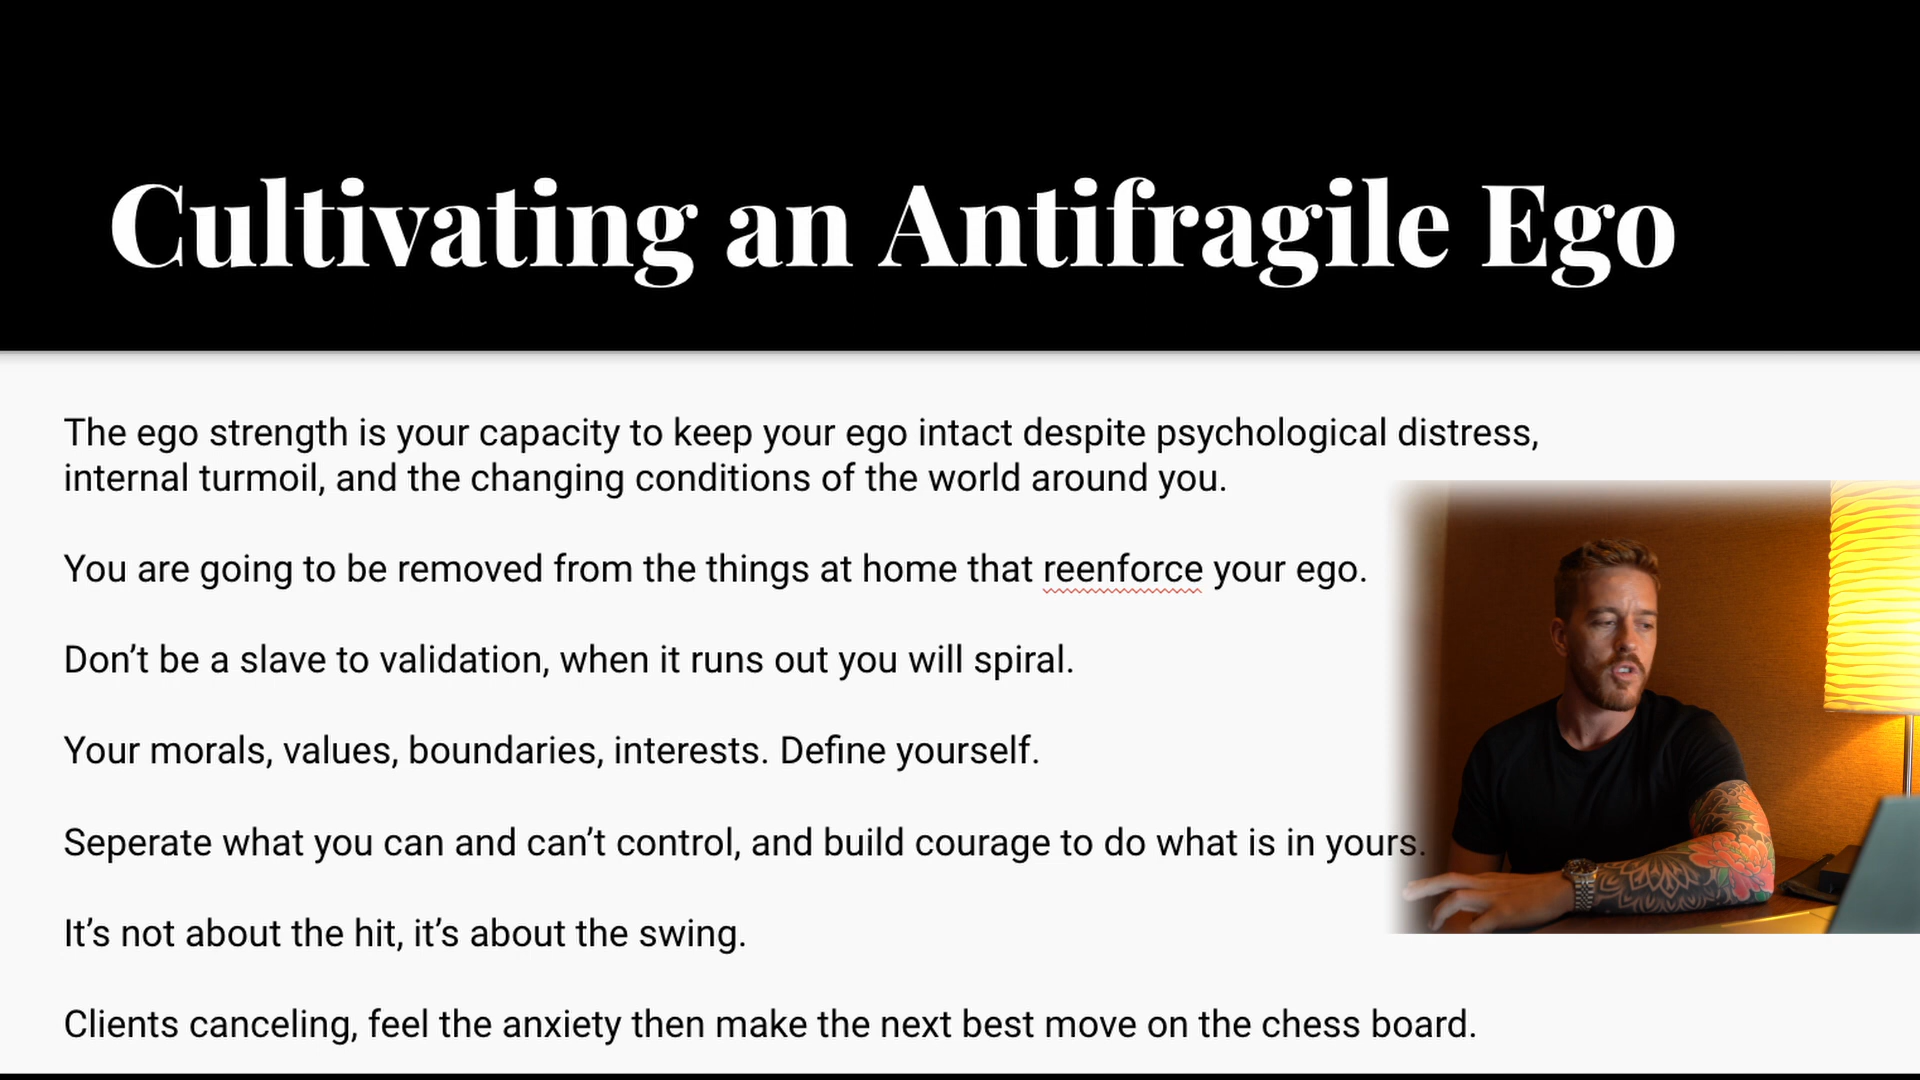 Cultivating an Antifragile Ego
The ego strength is your capacity to keep your ego intact despite psychological distress,
internal turmoil, and the changing conditions of the world around you.
You are going to be removed from the things at home that reenforce your ego.
Don’t be a slave to validation, when it runs out you will spiral.
Your morals, values, boundaries, interests. Define yourself.
Seperate what you can and can’t control, and build courage to do what is in yours.
It’s not about the hit, it’s about the swing.
Clients canceling, feel the anxiety then make the next best move on the chess board.